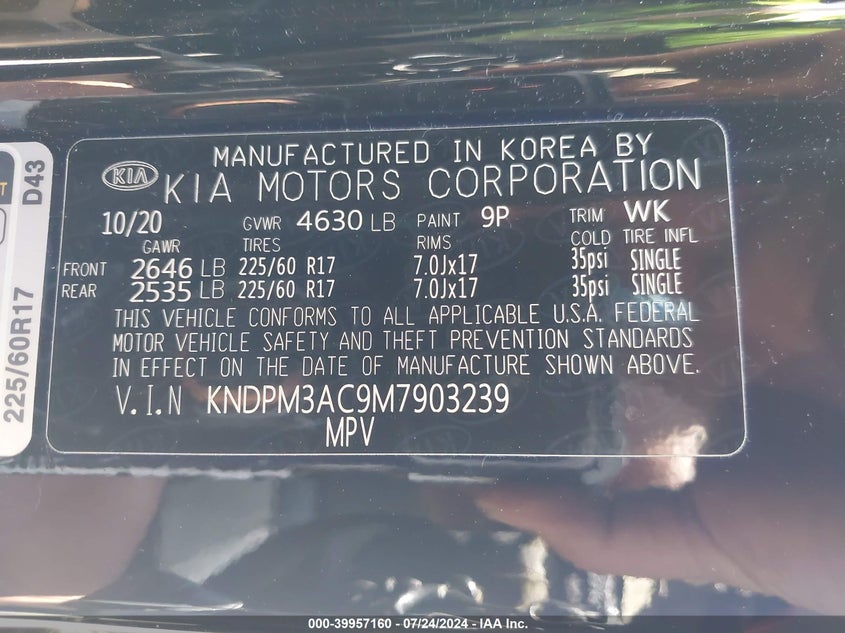 MANUFACTURED IN KOREA BY
KIA KIA MOTORS CORPORATION
10/20 GVWR 4630 LB PAINT 9P TRIM WK
GAWR TIRES RIMS COLD TIRE INFL
FRONT 2646 LB 225/60 R17 7.0Jx17 35psi SINGLE
REAR 2535 LB 225/60 R17 7.0Jx17 35psi SINGLE
THIS VEHICLE CONFORMS TO ALL APPLICABLE U.S.A. FEDERAL
MOTOR VEHICLE SAFETY AND THEFT PREVENTION STANDARDS
IN EFFECT ON THE DATE OF MANUFACTURE SHOWN ABOVE.
V.I.N KNDPM3AC9M7903239
MPV
225/60R17 D43
000-39957160 - 07/24/2024 - IAA Inc.